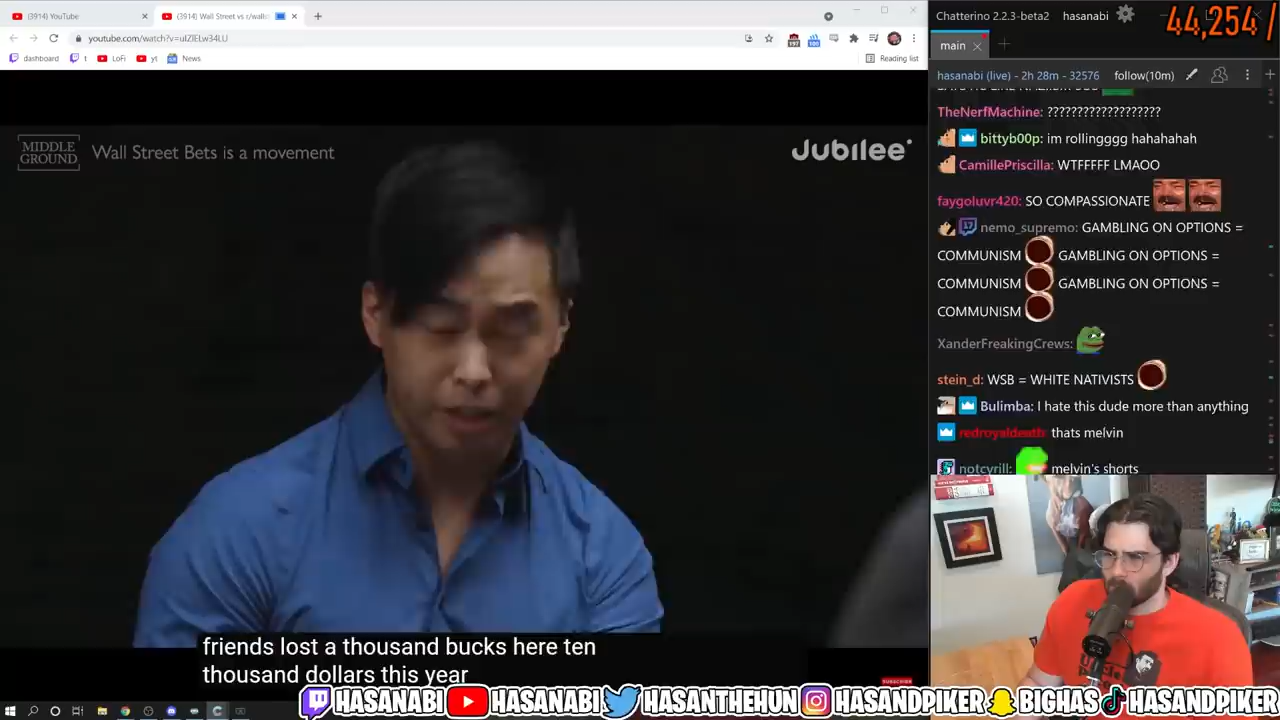 (3914) YouTube
(3914) Wall Street vs r/walls
youtube.com/watch?v=uIZIELw34LU
dashboard
t
LoFi
yt
News
Reading list
MIDDLE
GROUND
Wall Street Bets is a movement
Jubilee
friends lost a thousand bucks here ten
thousand dollars this year
SUBSCRIBE
Chatterino 2.2.3-beta2
hasanabi
44,254 /
main
hasanabi (live) - 2h 28m - 32576
follow(10m)
TheNerfMachine: ????????????????????
bittyb00p: im rollingggg hahahahah
CamillePriscilla: WTFFFFF LMAOO
faygoluvr420: SO COMPASSIONATE
nemo_supremo: GAMBLING ON OPTIONS =
COMMUNISM GAMBLING ON OPTIONS =
COMMUNISM GAMBLING ON OPTIONS =
COMMUNISM
XanderFreakingCrews:
stein_d: WSB = WHITE NATIVISTS
Bulimba: I hate this dude more than anything
redroyaldeath: thats melvin
notcyrill: melvin's shorts
HASANABI HASANABI HASANTHEHUN HASANDPIKER BIGHAS HASANDPIKER